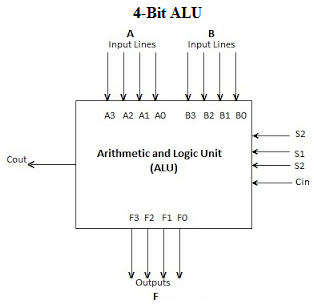 4-Bit ALU
A B
Input Lines Input Lines
A3 A2 A1 A0 B3 B2 B1 B0
S2
Cout Arithmetic and Logic Unit S1
(ALU) S2
Cin
F3 F2 F1 F0
Outputs
F